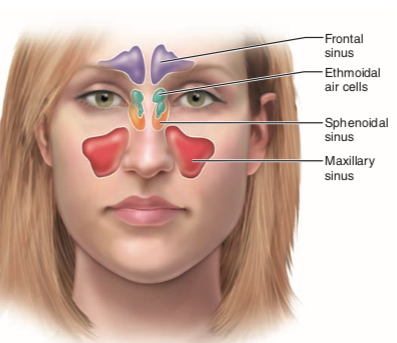 Frontal
sinus
Ethmoidal
air cells
Sphenoidal
sinus
Maxillary
sinus